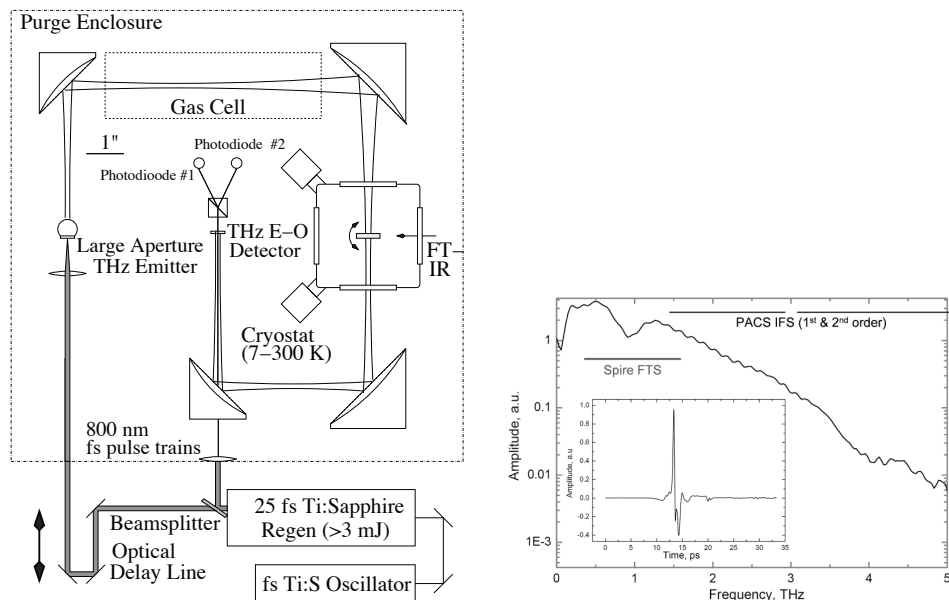 Purge Enclosure
Gas Cell
1"
Photodiode #2
Photodioode #1
Large Aperture
THz Emitter
THz E-O
Detector
FT-
IR
Cryostat
(7-300 K)
800 nm
fs pulse trains
Beamsplitter
Optical
Delay Line
25 fs Ti:Sapphire
Regen (>3 mJ)
fs Ti:S Oscillator
PACS IFS (1st & 2nd order)
Spire FTS
Amplitude, a.u.
1
0.1
0.01
1E-3
0
1
2
3
4
5
Frequency, THz
Amplitude, a.u
1.0
0.8
0.6
0.4
0.2
0.0
-0.2
-0.4
0
5
10
15
20
25
30
35
Time, ps